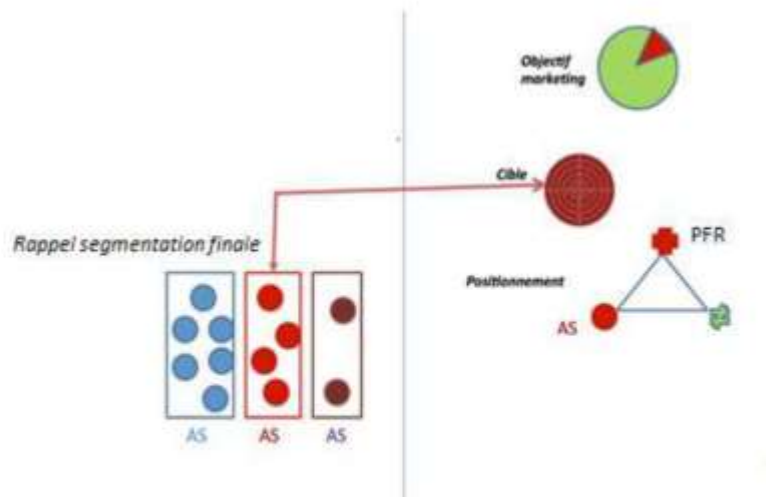 Objectif
marketing
Cible
Rappel segmentation finale
PFR
Positionnement
AS
AS AS AS